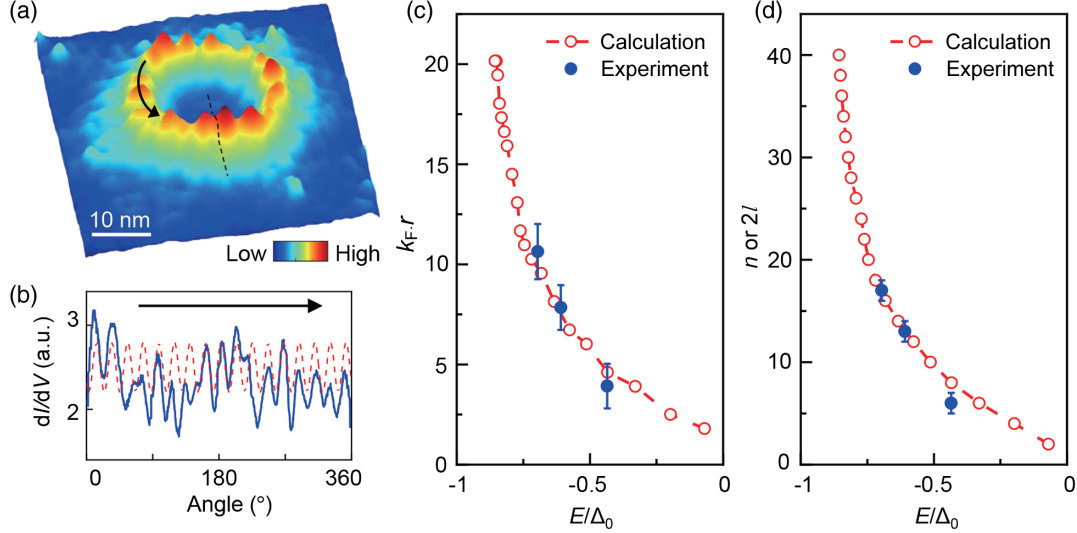 (a)
10 nm
Low High
(b)
dI/dV (a.u.)
3
2
0 180 360
Angle (°)
(c)
Calculation
Experiment
k_F·r
20
15
10
5
0
-1 -0.5 0
E/Δ₀
(d)
Calculation
Experiment
n or 2l
40
30
20
10
0
-1 -0.5 0
E/Δ₀